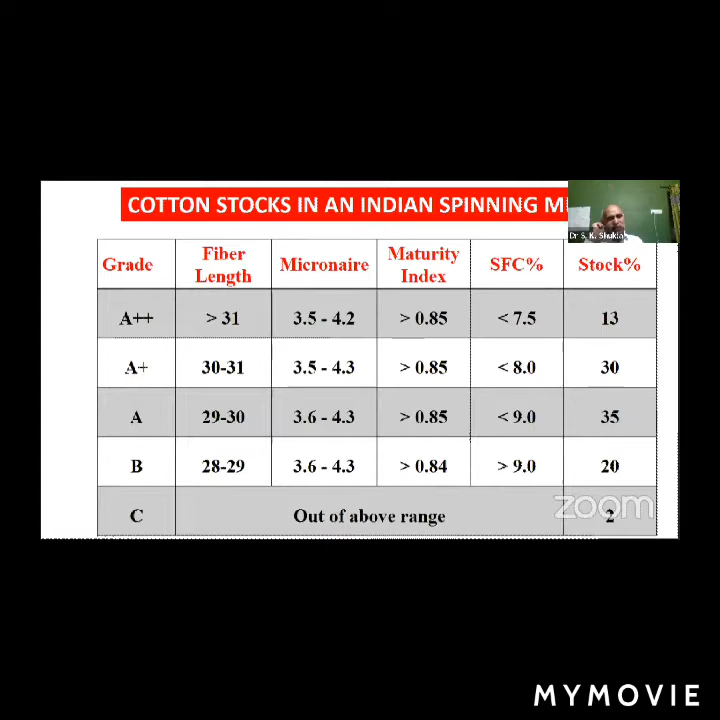 COTTON STOCKS IN AN INDIAN SPINNING
Dr S. K. Shukla
Grade Fiber Length Micronaire Maturity Index SFC% Stock%
A++ > 31 3.5 - 4.2 > 0.85 < 7.5 13
A+ 30-31 3.5 - 4.3 > 0.85 < 8.0 30
A 29-30 3.6 - 4.3 > 0.85 < 9.0 35
B 28-29 3.6 - 4.3 > 0.84 > 9.0 20
C Out of above range 2
zoom
MYMOVIE